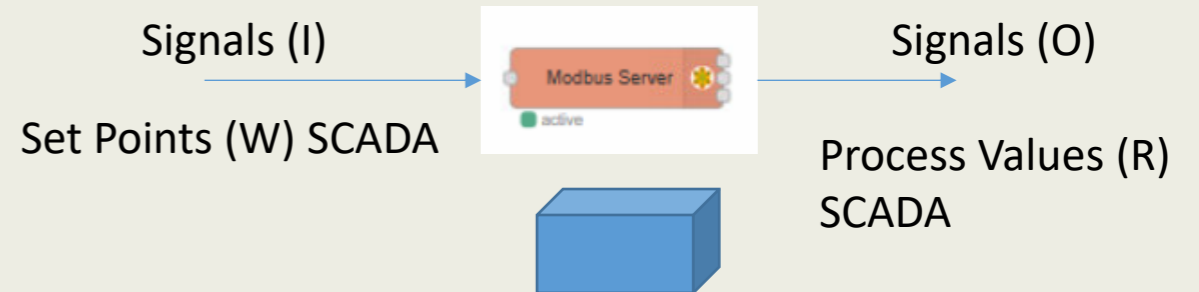 Signals (I)
Modbus Server
active
Signals (O)
Set Points (W) SCADA
Process Values (R)
SCADA